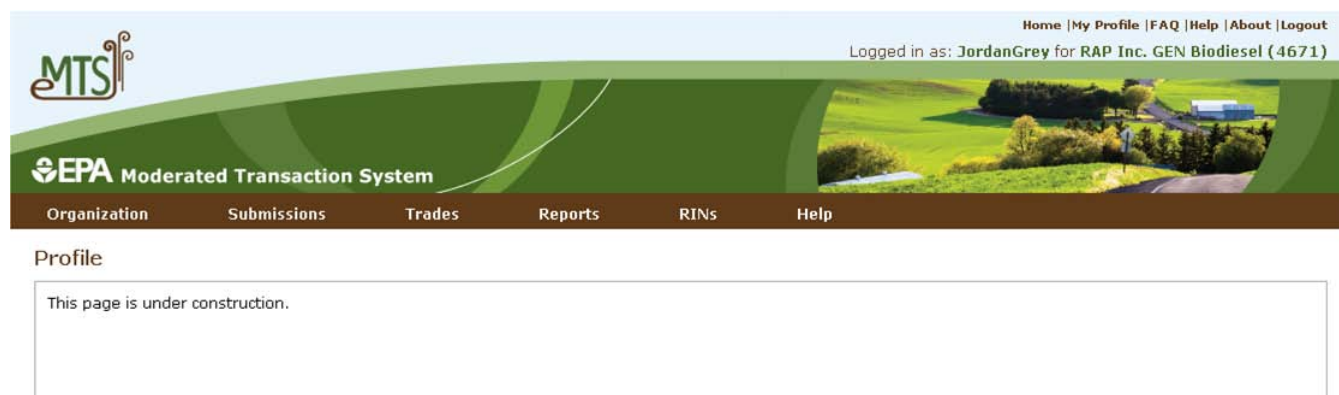 Home |My Profile |FAQ |Help |About |Logout
Logged in as: JordanGrey for RAP Inc. GEN Biodiesel (4671)
eMTS
EPA Moderated Transaction System
Organization Submissions Trades Reports RINs Help
Profile
This page is under construction.